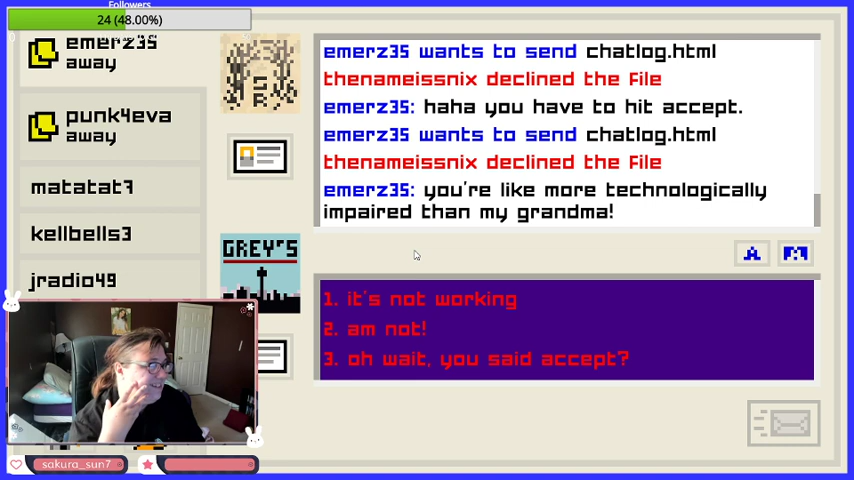 Followers
24 (48.00%)
emerz35
away
punk4eva
away
matatat7
kellbells3
jradio49
GREY'S
emerz35 wants to send chatlog.html
thenameissnix declined the File
emerz35: haha you have to hit accept.
emerz35 wants to send chatlog.html
thenameissnix declined the File
emerz35: you're like more technologically
impaired than my grandma!
1. it's not working
2. am not!
3. oh wait, you said accept?
sakura_sun7